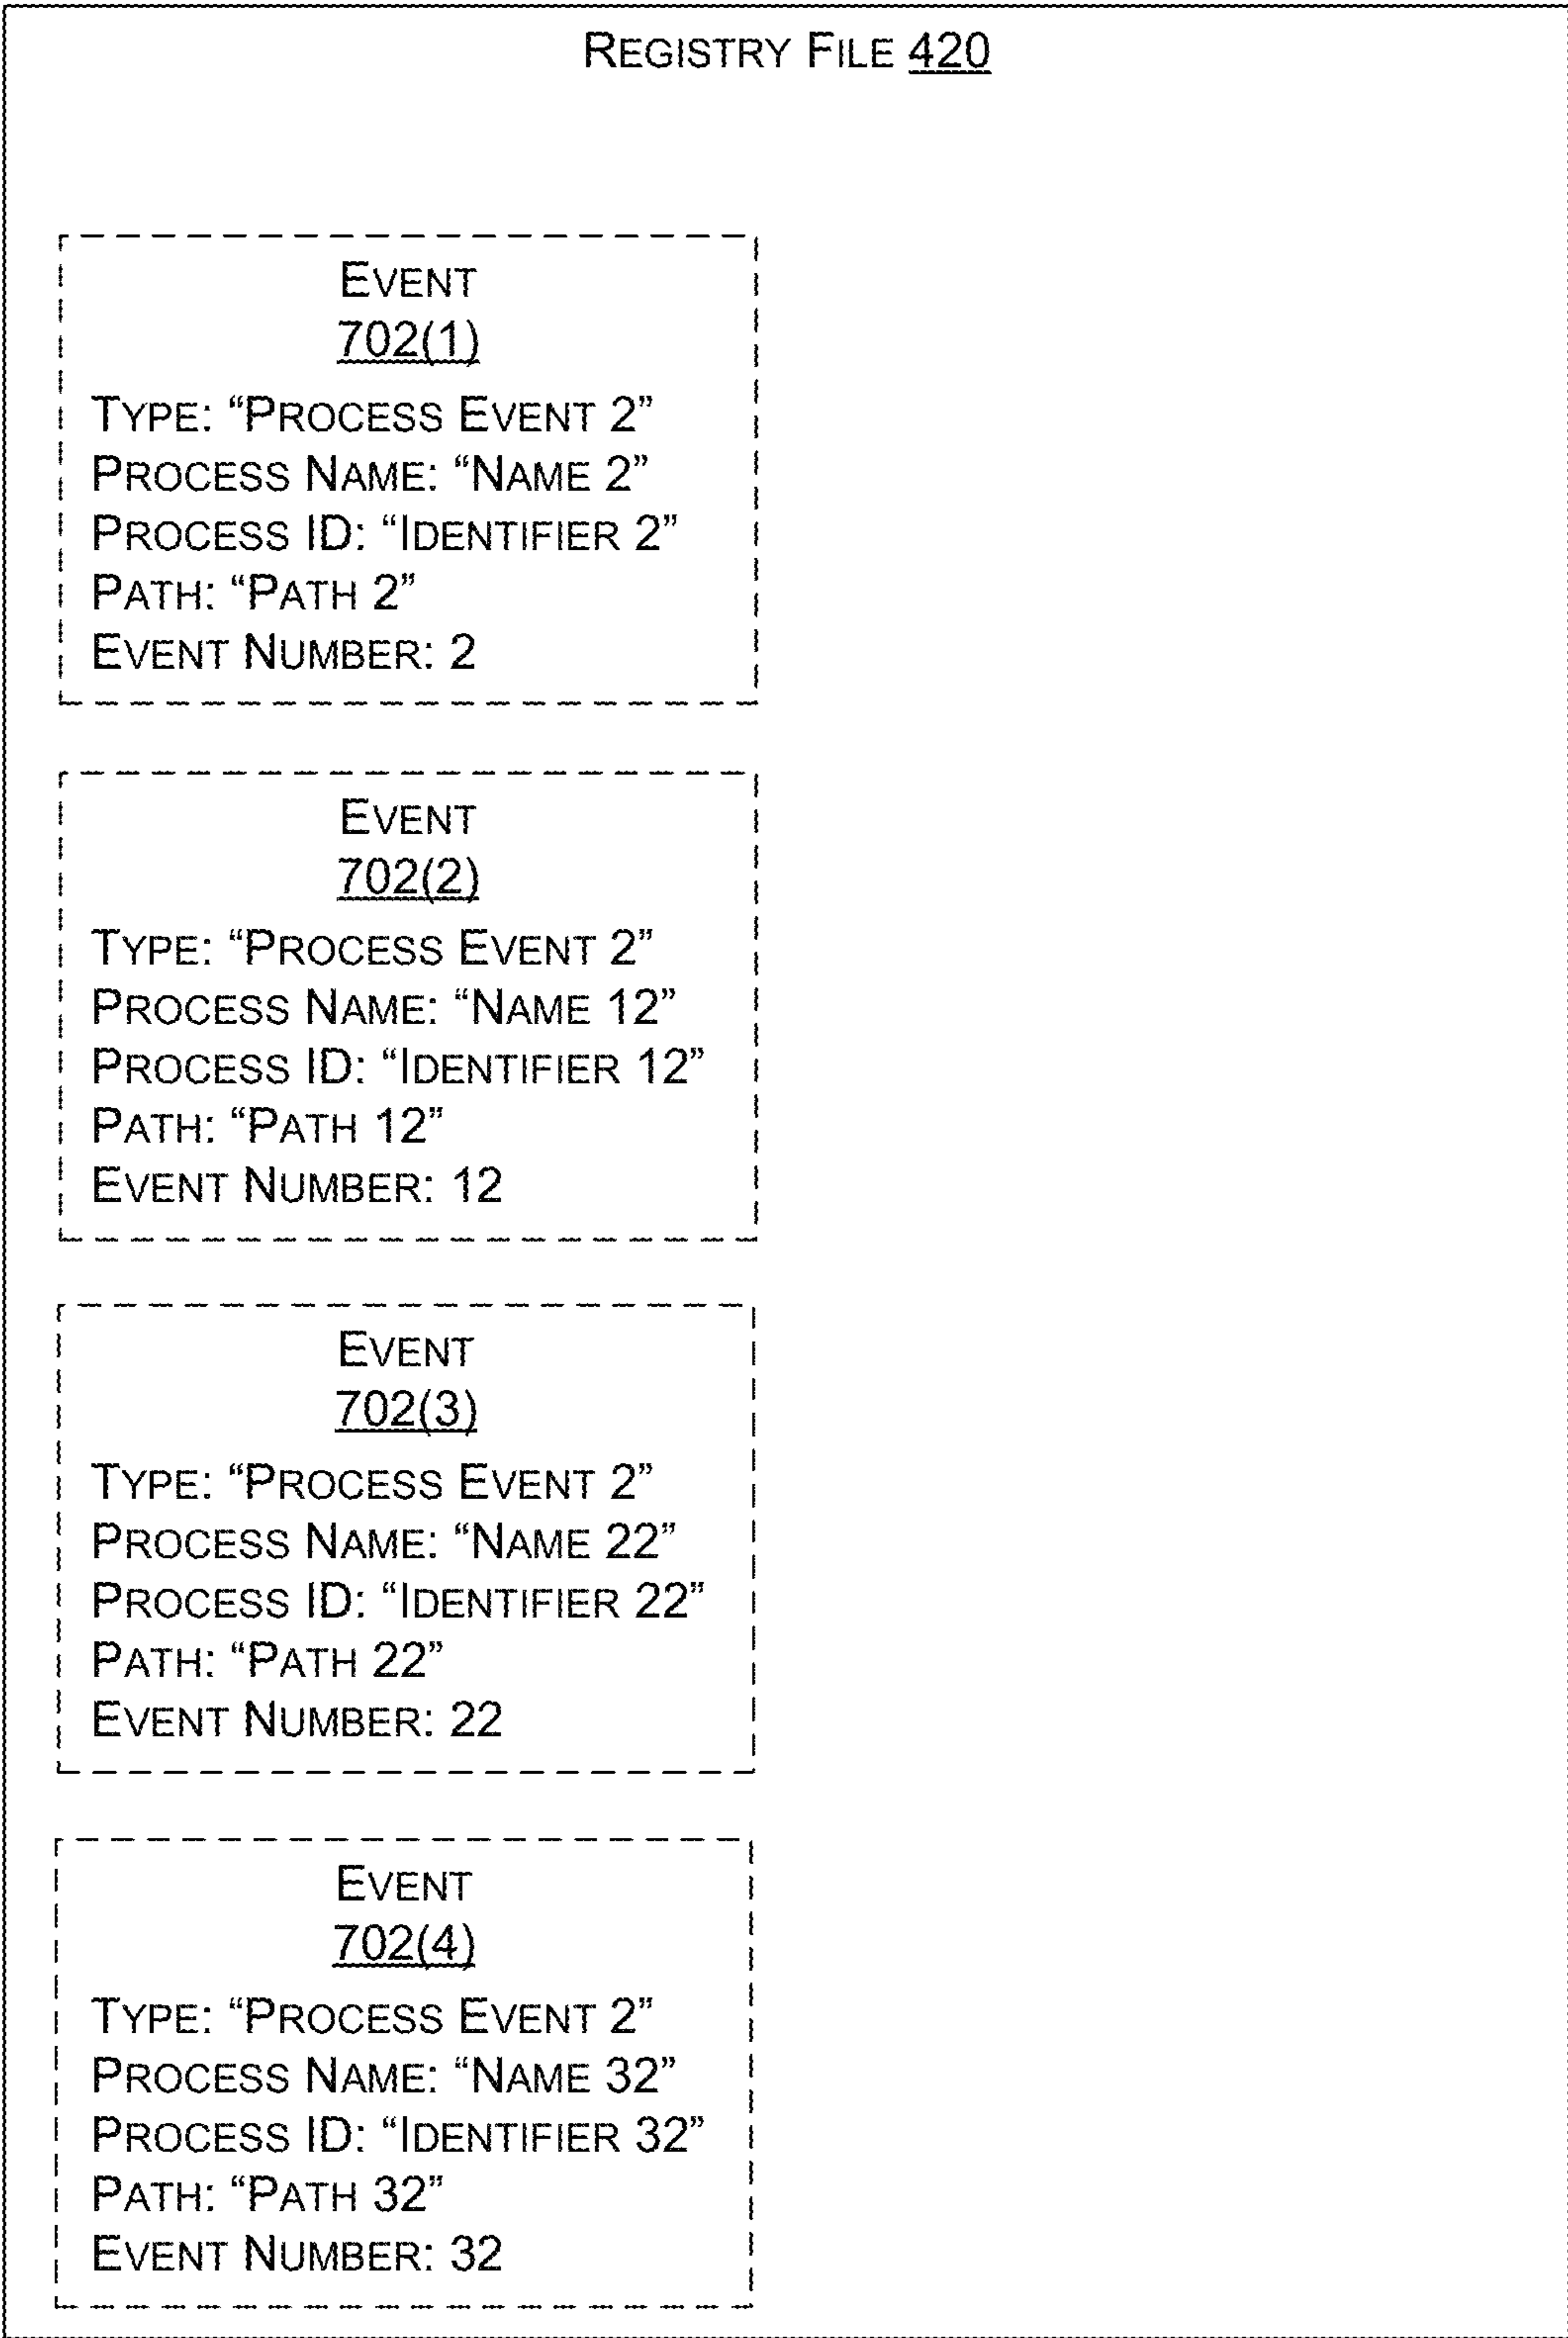 REGISTRY FILE 420
EVENT
702(1)
TYPE: “PROCESS EVENT 2”
PROCESS NAME: “NAME 2”
PROCESS ID: “IDENTIFIER 2”
PATH: “PATH 2”
EVENT NUMBER: 2
EVENT
702(2)
TYPE: “PROCESS EVENT 2”
PROCESS NAME: “NAME 12”
PROCESS ID: “IDENTIFIER 12”
PATH: “PATH 12”
EVENT NUMBER: 12
EVENT
702(3)
TYPE: “PROCESS EVENT 2”
PROCESS NAME: “NAME 22”
PROCESS ID: “IDENTIFIER 22”
PATH: “PATH 22”
EVENT NUMBER: 22
EVENT
702(4)
TYPE: “PROCESS EVENT 2”
PROCESS NAME: “NAME 32”
PROCESS ID: “IDENTIFIER 32”
PATH: “PATH 32”
EVENT NUMBER: 32